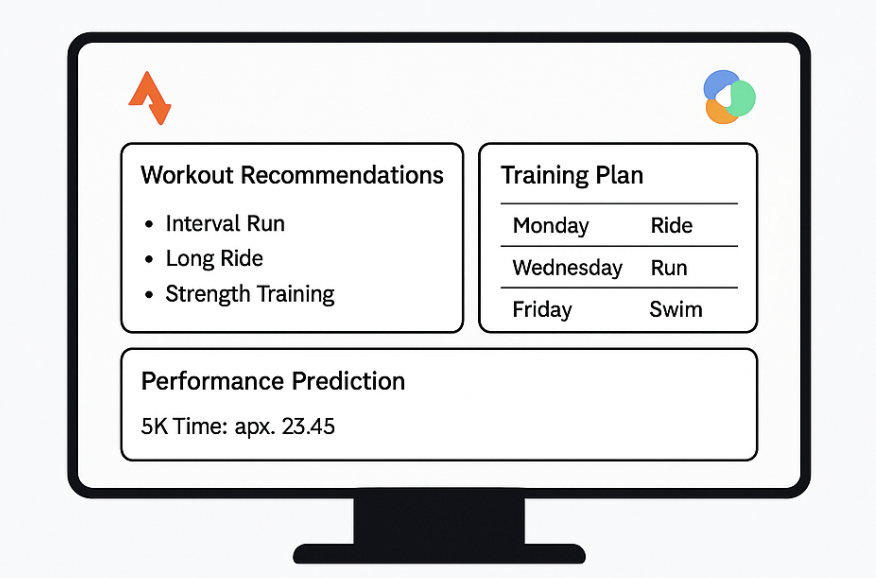 Workout Recommendations
• Interval Run
• Long Ride
• Strength Training
Training Plan
Monday Ride
Wednesday Run
Friday Swim
Performance Prediction
5K Time: apx. 23.45